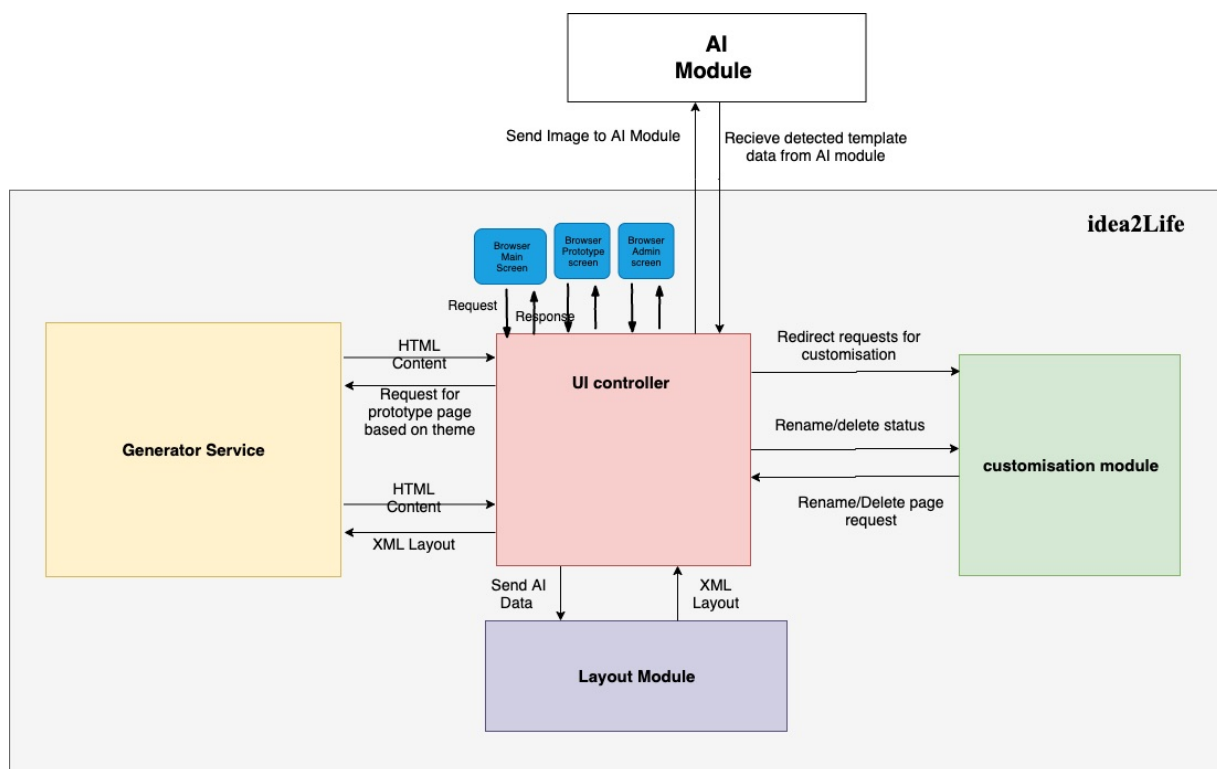 AI
Module
Send Image to AI Module
Recieve detected template
data from AI module
idea2Life
Browser
Main
Screen
Browser
Prototype
screen
Browser
Admin
screen
Request
Response
HTML
Content
UI controller
Redirect requests for
customisation
Request for
prototype page
based on theme
Generator Service
Rename/delete status
customisation module
HTML
Content
Rename/Delete page
request
XML Layout
Send AI
Data
XML
Layout
Layout Module